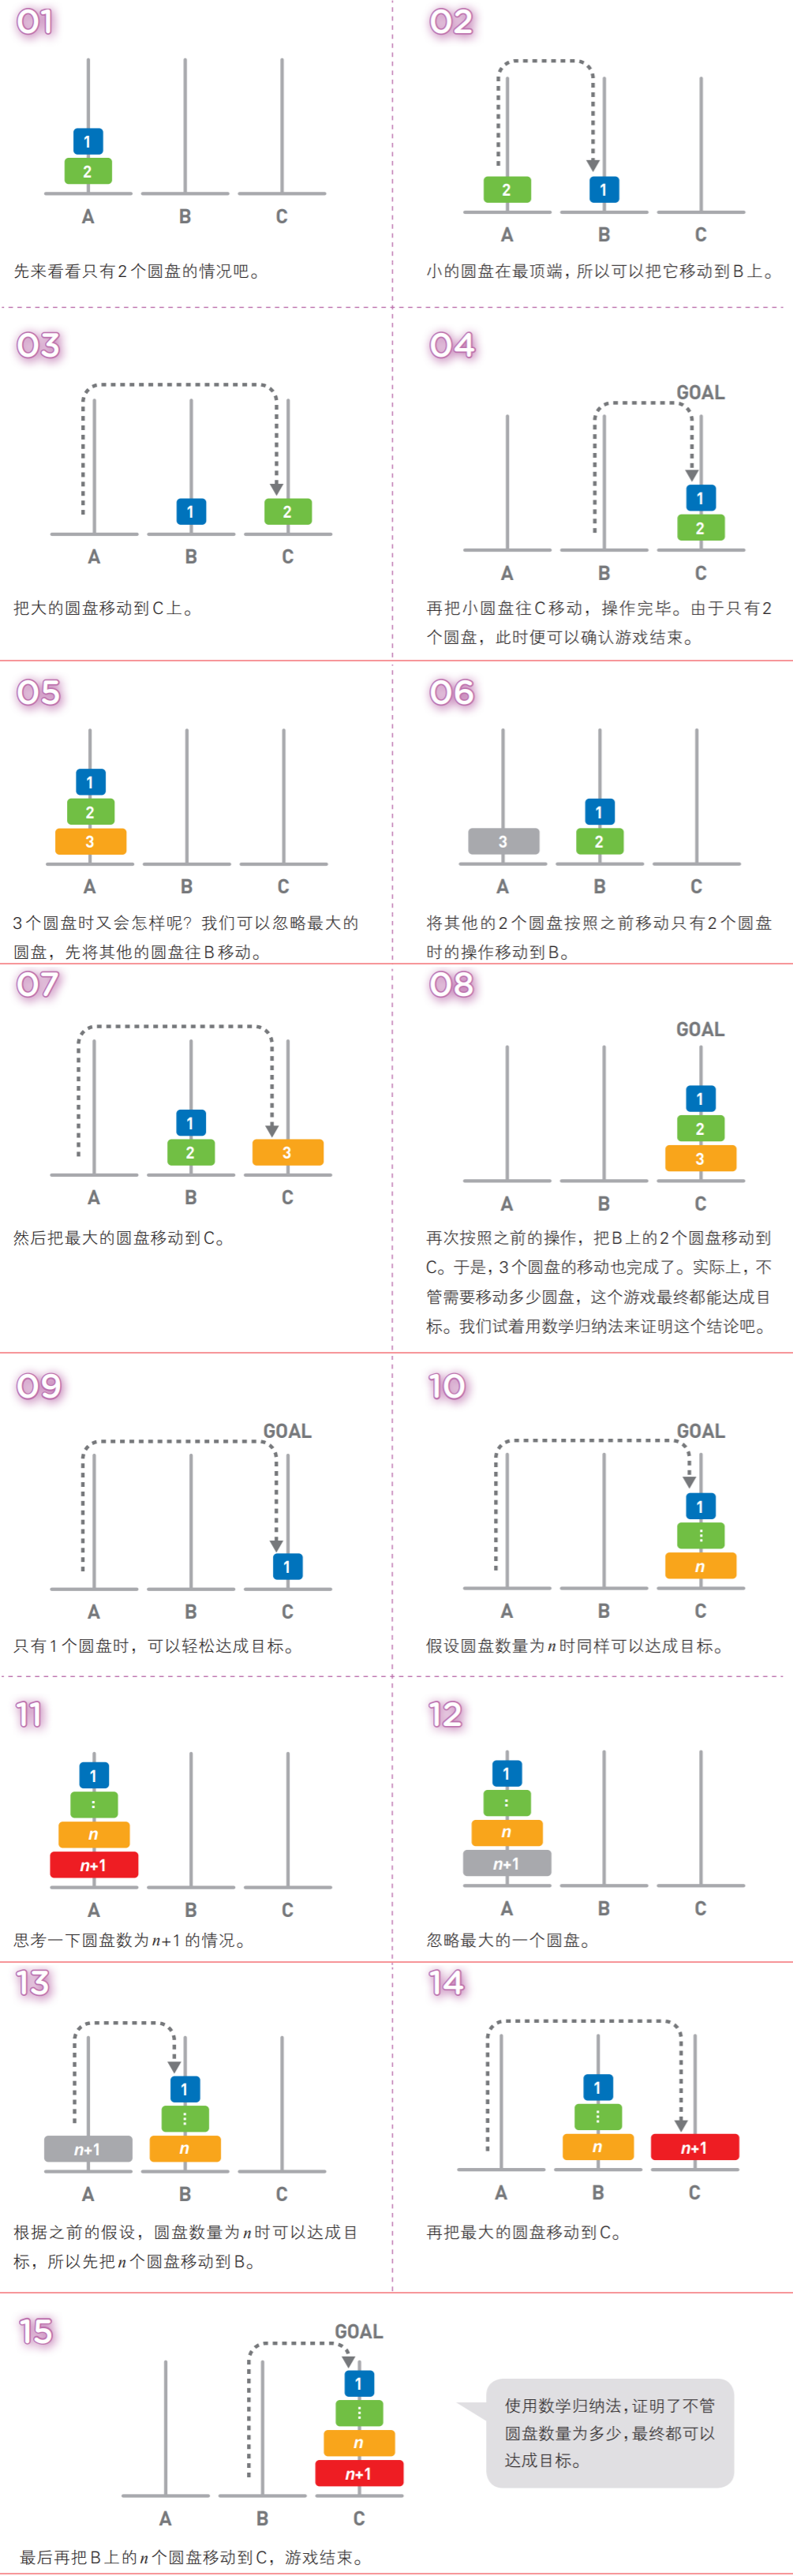 01
1
2
A B C
先来看看只有2个圆盘的情况吧。
02
2 1
A B C
小的圆盘在最顶端，所以可以把它移动到B上。
03
1 2
A B C
把大的圆盘移动到C上。
04
GOAL
1
2
A B C
再把小圆盘往C移动，操作完毕。由于只有2
个圆盘，此时便可以确认游戏结束。
05
1
2
3
A B C
3个圆盘时又会怎样呢？我们可以忽略最大的
圆盘，先将其他的圆盘往B移动。
06
1
3 2
A B C
将其他的2个圆盘按照之前移动只有2个圆盘
时的操作移动到B。
07
1
2 3
A B C
然后把最大的圆盘移动到C。
08
GOAL
1
2
3
A B C
再次按照之前的操作，把B上的2个圆盘移动到
C。于是，3个圆盘的移动也完成了。实际上，不
管需要移动多少圆盘，这个游戏最终都能达成目
标。我们试着用数学归纳法来证明这个结论吧。
09
GOAL
1
A B C
只有1个圆盘时，可以轻松达成目标。
10
GOAL
1
⋮
n
A B C
假设圆盘数量为n时同样可以达成目标。
11
1
:
n
n+1
A B C
思考一下圆盘数为n+1的情况。
12
1
:
n
n+1
A B C
忽略最大的一个圆盘。
13
1
⋮
n+1 n
A B C
根据之前的假设，圆盘数量为n时可以达成目
标，所以先把n个圆盘移动到B。
14
1
⋮
n n+1
A B C
再把最大的圆盘移动到C。
15
GOAL
1
⋮
n
n+1
A B C
最后再把B上的n个圆盘移动到C，游戏结束。
使用数学归纳法，证明了不管
圆盘数量为多少，最终都可以
达成目标。